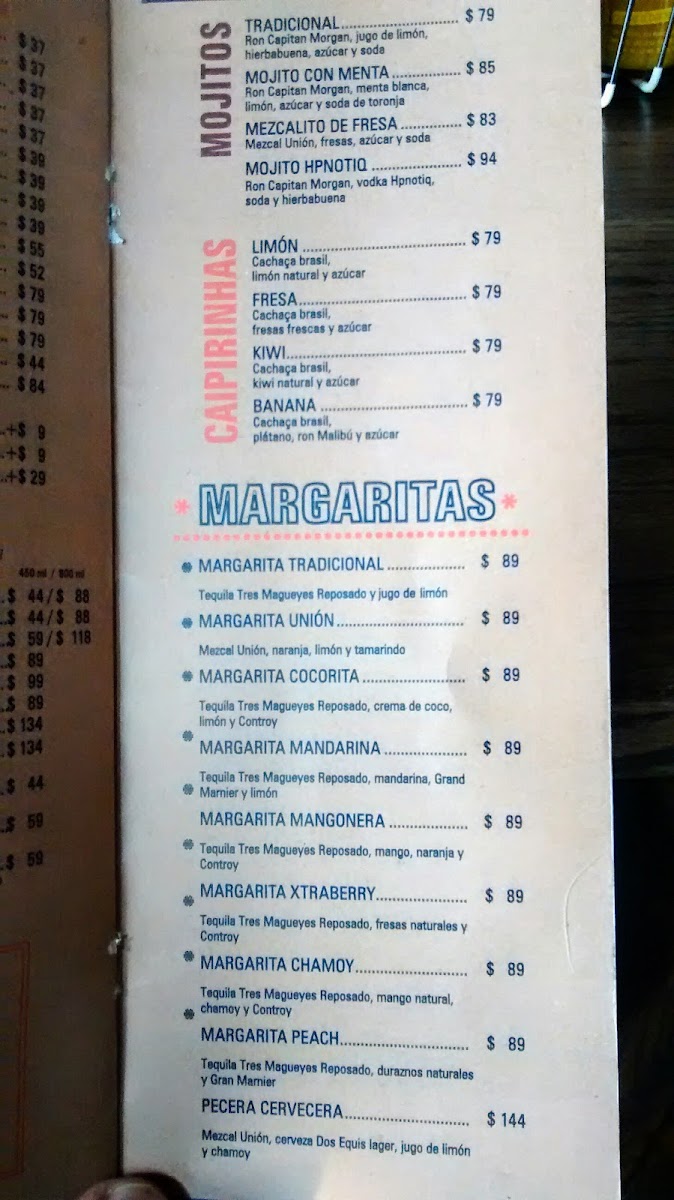 $ 37
$ 37
$ 37
$ 37
$ 37
$ 39
$ 39
$ 39
$ 39
$ 55
$ 52
$ 79
$ 79
$ 79
$ 44
$ 84
+$ 9
+$ 9
+$ 29
450 ml / 800 ml
$ 44 / $ 88
$ 44 / $ 88
$ 59 / $ 118
$ 89
$ 99
$ 89
$ 134
$ 134
$ 44
$ 59
$ 59
MOJITOS
TRADICIONAL.......................... $ 79
Ron Capitan Morgan, jugo de limón,
hierbabuena, azúcar y soda
MOJITO CON MENTA ............... $ 85
Ron Capitan Morgan, menta blanca,
limón, azúcar y soda de toronja
MEZCALITO DE FRESA ............. $ 83
Mezcal Unión, fresas, azúcar y soda
MOJITO HPNOTIQ .................... $ 94
Ron Capitan Morgan, vodka Hpnotiq,
soda y hierbabuena
CAIPIRINHAS
LIMÓN .................................... $ 79
Cachaça brasil,
limón natural y azúcar
FRESA..................................... $ 79
Cachaça brasil,
fresas frescas y azúcar
KIWI........................................ $ 79
Cachaça brasil,
kiwi natural y azúcar
BANANA ................................. $ 79
Cachaça brasil,
plátano, ron Malibú y azúcar
* MARGARITAS *
MARGARITA TRADICIONAL .................. $ 89
Tequila Tres Magueyes Reposado y jugo de limón
MARGARITA UNIÓN............................. $ 89
Mezcal Unión, naranja, limón y tamarindo
MARGARITA COCORITA ....................... $ 89
Tequila Tres Magueyes Reposado, crema de coco,
limón y Controy
MARGARITA MANDARINA ................... $ 89
Tequila Tres Magueyes Reposado, mandarina, Grand
Marnier y limón
MARGARITA MANGONERA .................. $ 89
Tequila Tres Magueyes Reposado, mango, naranja y
Controy
MARGARITA XTRABERRY..................... $ 89
Tequila Tres Magueyes Reposado, fresas naturales y
Controy
MARGARITA CHAMOY......................... $ 89
Tequila Tres Magueyes Reposado, mango natural,
chamoy y Controy
MARGARITA PEACH............................ $ 89
Tequila Tres Magueyes Reposado, duraznos naturales
y Gran Marnier
PECERA CERVECERA........................... $ 144
Mezcal Unión, cerveza Dos Equis lager, jugo de limón
y chamoy